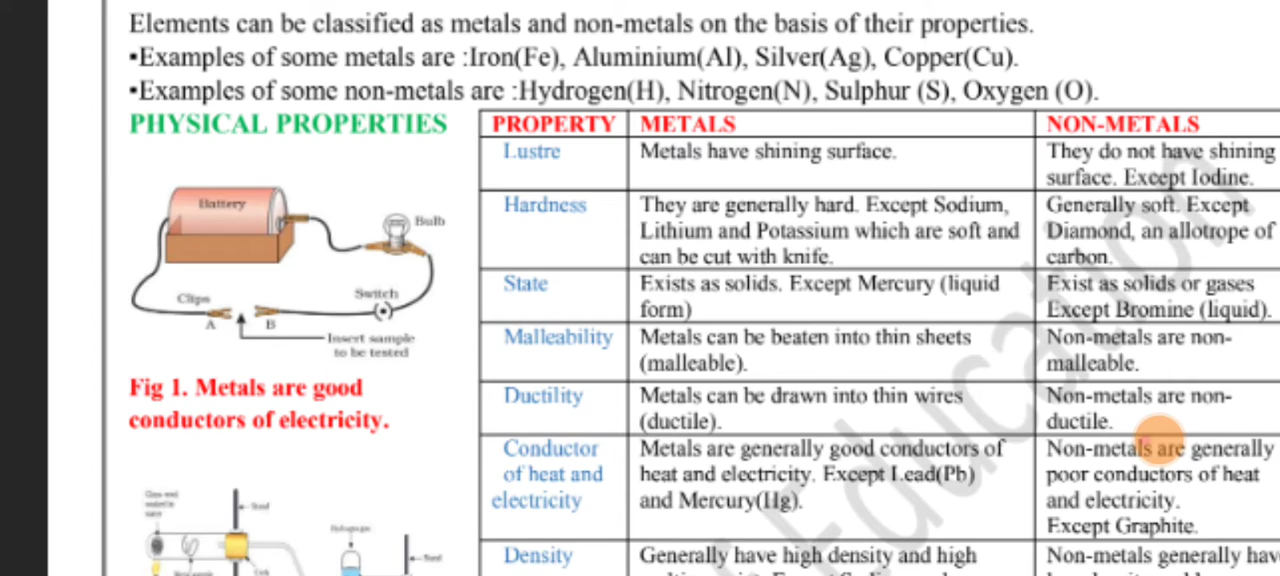 Elements can be classified as metals and non-metals on the basis of their properties.
▪Examples of some metals are :Iron(Fe), Aluminium(Al), Silver(Ag), Copper(Cu).
▪Examples of some non-metals are :Hydrogen(H), Nitrogen(N), Sulphur (S), Oxygen (O).
PHYSICAL PROPERTIES
Battery
Bulb
Clips
Switch
A
B
Insert sample
to be tested
Fig 1. Metals are good
conductors of electricity.
Stand
Stand
PROPERTY METALS NON-METALS
Lustre Metals have shining surface. They do not have shining
surface. Except Iodine.
Hardness They are generally hard. Except Sodium, Generally soft. Except
Lithium and Potassium which are soft and Diamond, an allotrope of
can be cut with knife. carbon.
State Exists as solids. Except Mercury (liquid Exist as solids or gases
form) Except Bromine (liquid).
Malleability Metals can be beaten into thin sheets Non-metals are non-
(malleable). malleable.
Ductility Metals can be drawn into thin wires Non-metals are non-
(ductile). ductile.
Conductor Metals are generally good conductors of Non-metals are generally
of heat and heat and electricity. Except Lead(Pb) poor conductors of heat
electricity and Mercury(Hg). and electricity.
Except Graphite.
Density Generally have high density and high Non-metals generally have
Education